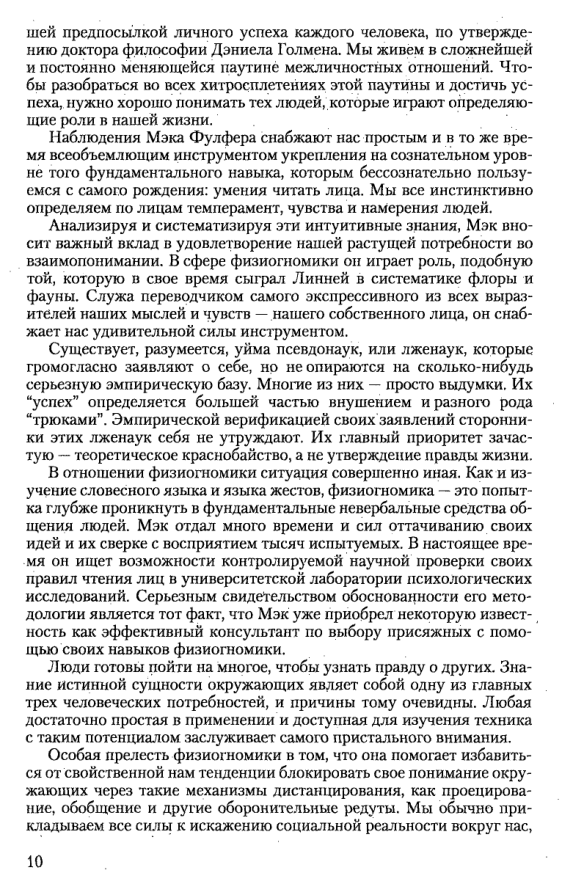 шей предпосылкой личного успеха каждого человека, по утвержде-
нию доктора философии Дэниела Голмена. Мы живём в сложнейшей
и постоянно меняющейся паутине межличностных отношений. Что-
бы разобраться во всех хитросплетениях этой паутины и достичь ус-
пеха, нужно хорошо понимать тех людей, которые играют определяю-
щие роли в нашей жизни.
Наблюдения Мэка Фулфера снабжают нас простым и в то же вре-
мя всеобъемлющим инструментом укрепления на сознательном уров-
не того фундаментального навыка, которым бессознательно пользу-
емся с самого рождения: умения читать лица. Мы все инстинктивно
определяем по лицам темперамент, чувства и намерения людей.
Анализируя и систематизируя эти интуитивные знания, Мэк вно-
сит важный вклад в удовлетворение нашей растущей потребности во
взаимопонимании. В сфере физиогномики он играет роль, подобную
той, которую в свое время сыграл Линней в систематике флоры и
фауны. Служа переводчиком самого экспрессивного из всех выраз-
ителей наших мыслей и чувств — нашего собственного лица, он снаб-
жает нас удивительной силы инструментом.
Существует, разумеется, уйма псевдонаук, или лженаук, которые
громогласно заявляют о себе, но не опираются на сколько-нибудь
серьезную эмпирическую базу. Многие из них — просто выдумки. Их
“успех” определяется большей частью внушением и разного рода
“трюками”. Эмпирической верификацией своих заявлений сторонни-
ки этих лженаук себя не утруждают. Их главный приоритет зачас-
тую — теоретическое краснобайство, а не утверждение правды жизни.
В отношении физиогномики ситуация совершенно иная. Как и из-
учение словесного языка и языка жестов, физиогномика — это попыт-
ка глубже проникнуть в фундаментальные невербальные средства об-
щения людей. Мэк отдал много времени и сил оттачиванию своих
идей и их сверке с восприятием тысяч испытуемых. В настоящее вре-
мя он ищет возможности контролируемой научной проверки своих
правил чтения лиц в университетской лаборатории психологических
исследований. Серьезным свидетельством обоснованности его мето-
дологии является тот факт, что Мэк уже приобрел некоторую извест-
ность как эффективный консультант по выбору присяжных с помо-
щью своих навыков физиогномики.
Люди готовы пойти на многое, чтобы узнать правду о других. Зна-
ние истинной сущности окружающих являет собой одну из главных
трех человеческих потребностей, и причины тому очевидны. Любая
достаточно простая в применении и доступная для изучения техника
с таким потенциалом заслуживает самого пристального внимания.
Особая прелесть физиогномики в том, что она помогает избавить-
ся от свойственной нам тенденции блокировать свое понимание окру-
жающих через такие механизмы дистанцирования, как проецирова-
ние, обобщение и другие оборонительные редуты. Мы обычно при-
кладываем все силы к искажению социальной реальности вокруг нас,
10